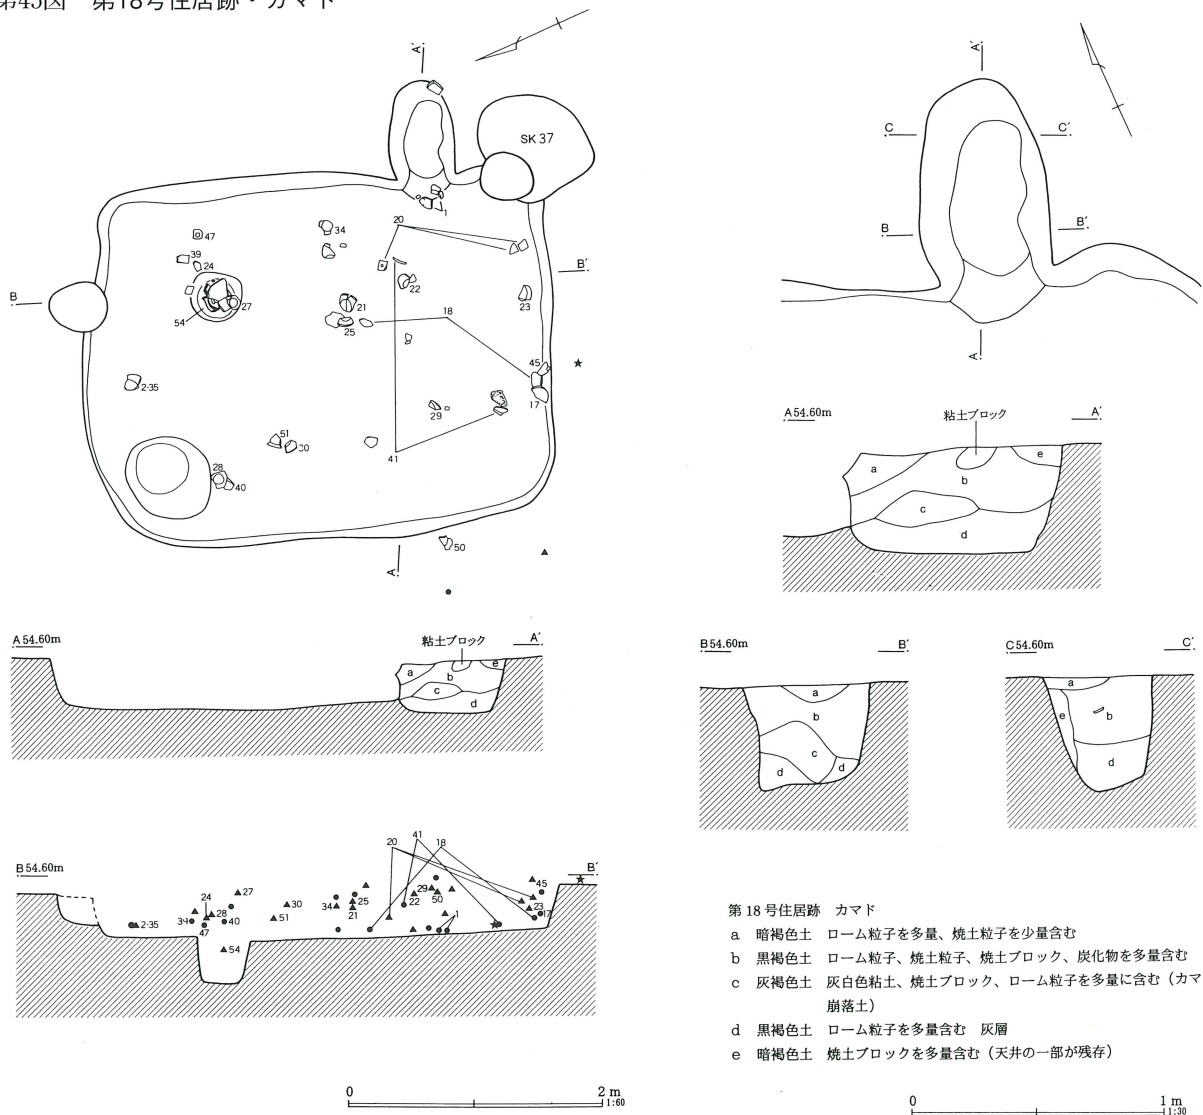 第45図 第18号住居跡・カマド
A'
SK 37
1
20
34
47
39
24
B'
22
23
B
27
21
54
25
18
45
2·35
17
29
51
30
41
28
40
50
A
A'
C
C'
B
B'
A
A 54.60m
粘土ブロック
A'
a
e
b
c
d
A 54.60m
粘土ブロック
A'
a
b
e
c
d
B 54.60m
B'
a
b
c
d
d
C 54.60m
C'
a
e
b
d
B 54.60m
B'
41
20
18
45
27
29
23
24
30
25
22
50
34
21
17
39
28
40
51
1
2·35
47
54
第18号住居跡 カマド
a 暗褐色土 ローム粒子を多量、焼土粒子を少量含む
b 黒褐色土 ローム粒子、焼土粒子、焼土ブロック、炭化物を多量含む
c 灰褐色土 灰白色粘土、焼土ブロック、ローム粒子を多量に含む(カマ
崩落土)
d 黒褐色土 ローム粒子を多量含む 灰層
e 暗褐色土 焼土ブロックを多量含む(天井の一部が残存)
0 2 m
1:60
0 1 m
1:30